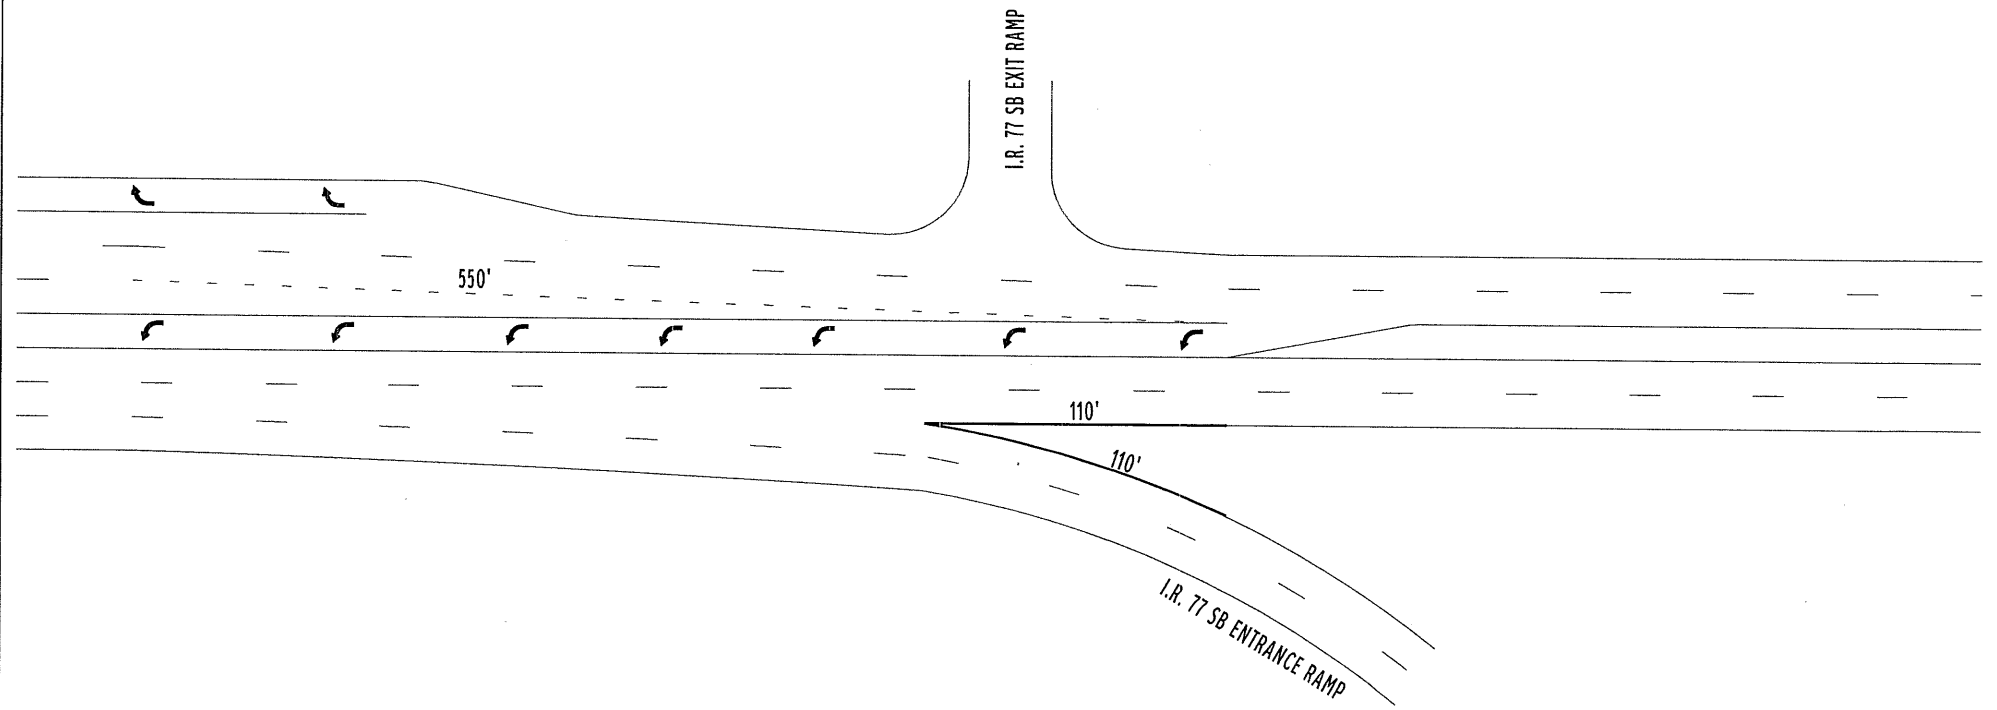 I.R. 77 SB EXIT RAMP
550'
110'
110'
I.R. 77 SB ENTRANCE RAMP